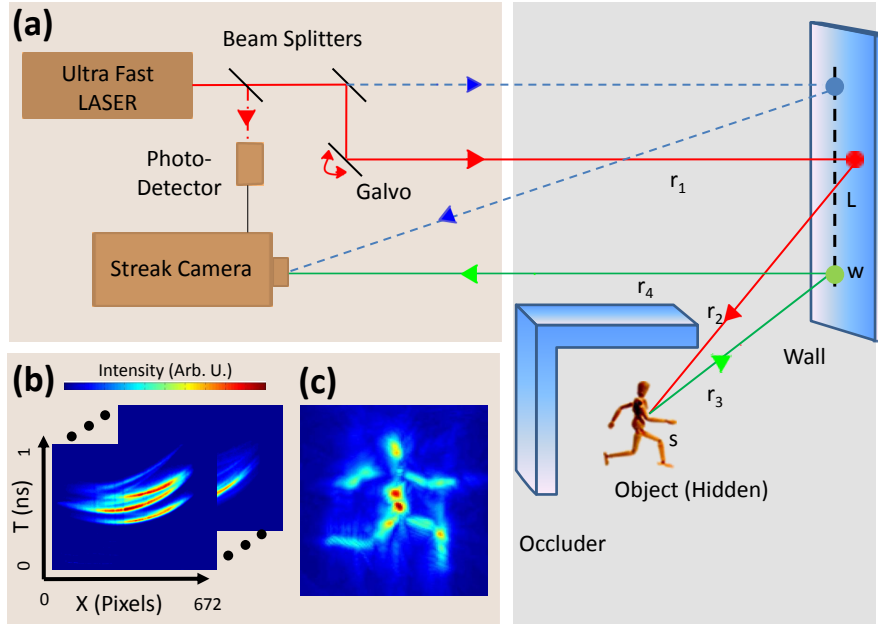 (a)
Beam Splitters
Ultra Fast
LASER
Photo-
Detector
Galvo
r1
L
Streak Camera
w
r4
r2
Wall
r3
s
Object (Hidden)
Occluder
(b)
Intensity (Arb. U.)
(c)
1
T (ns)
0
0
X (Pixels)
672